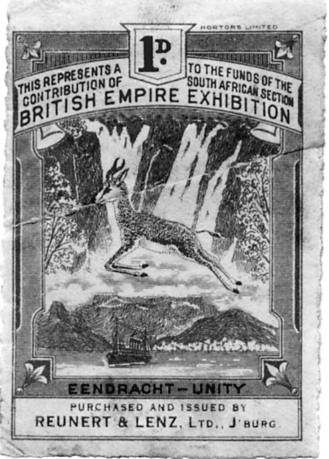 HORTORS LIMITED
1D.
THIS REPRESENTS A
CONTRIBUTION OF
TO THE FUNDS OF THE
SOUTH AFRICAN SECTION
BRITISH EMPIRE EXHIBITION
EENDRACHT-UNITY
PURCHASED AND ISSUED BY
REUNERT & LENZ, LTD., J'BURG.